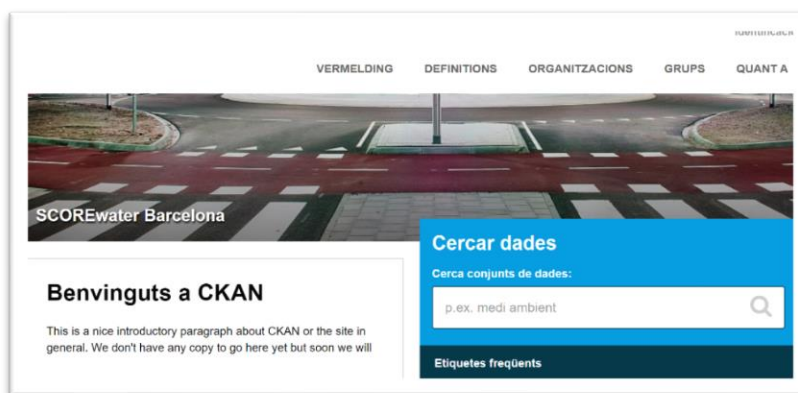 VERMELDING DEFINITIONS ORGANITZACIONS GRUPS QUANT A
SCOREwater Barcelona
Cercar dades
Cerca conjunts de dades:
p.ex. medi ambient
Etiquetes freqüents
Benvinguts a CKAN
This is a nice introductory paragraph about CKAN or the site in
general. We don't have any copy to go here yet but soon we will